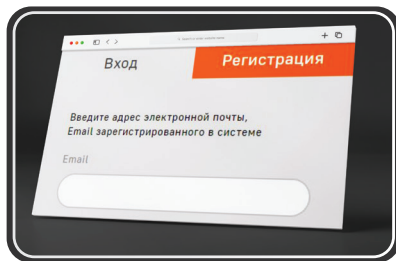 Вход
Регистрация
Введите адрес электронной почты,
Email зарегистрированного в системе
Email